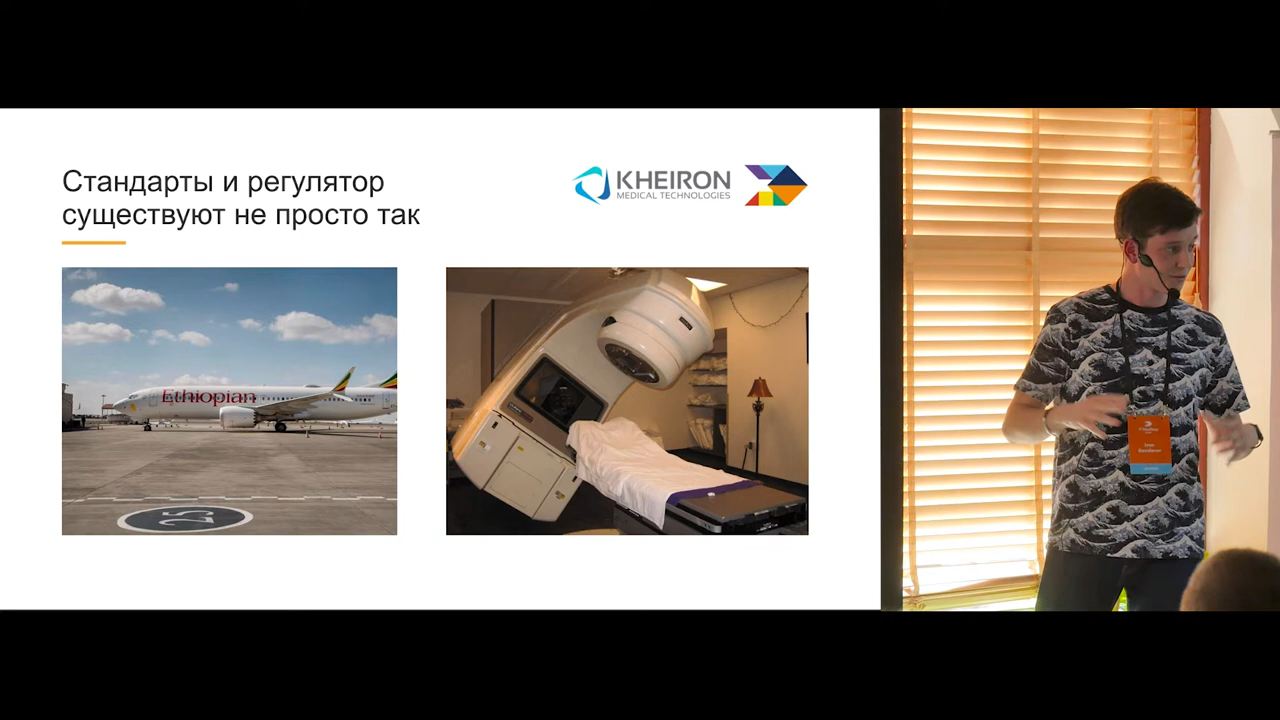 Стандарты и регулятор
существуют не просто так
KHEIRON
MEDICAL TECHNOLOGIES
Ethiopian
25